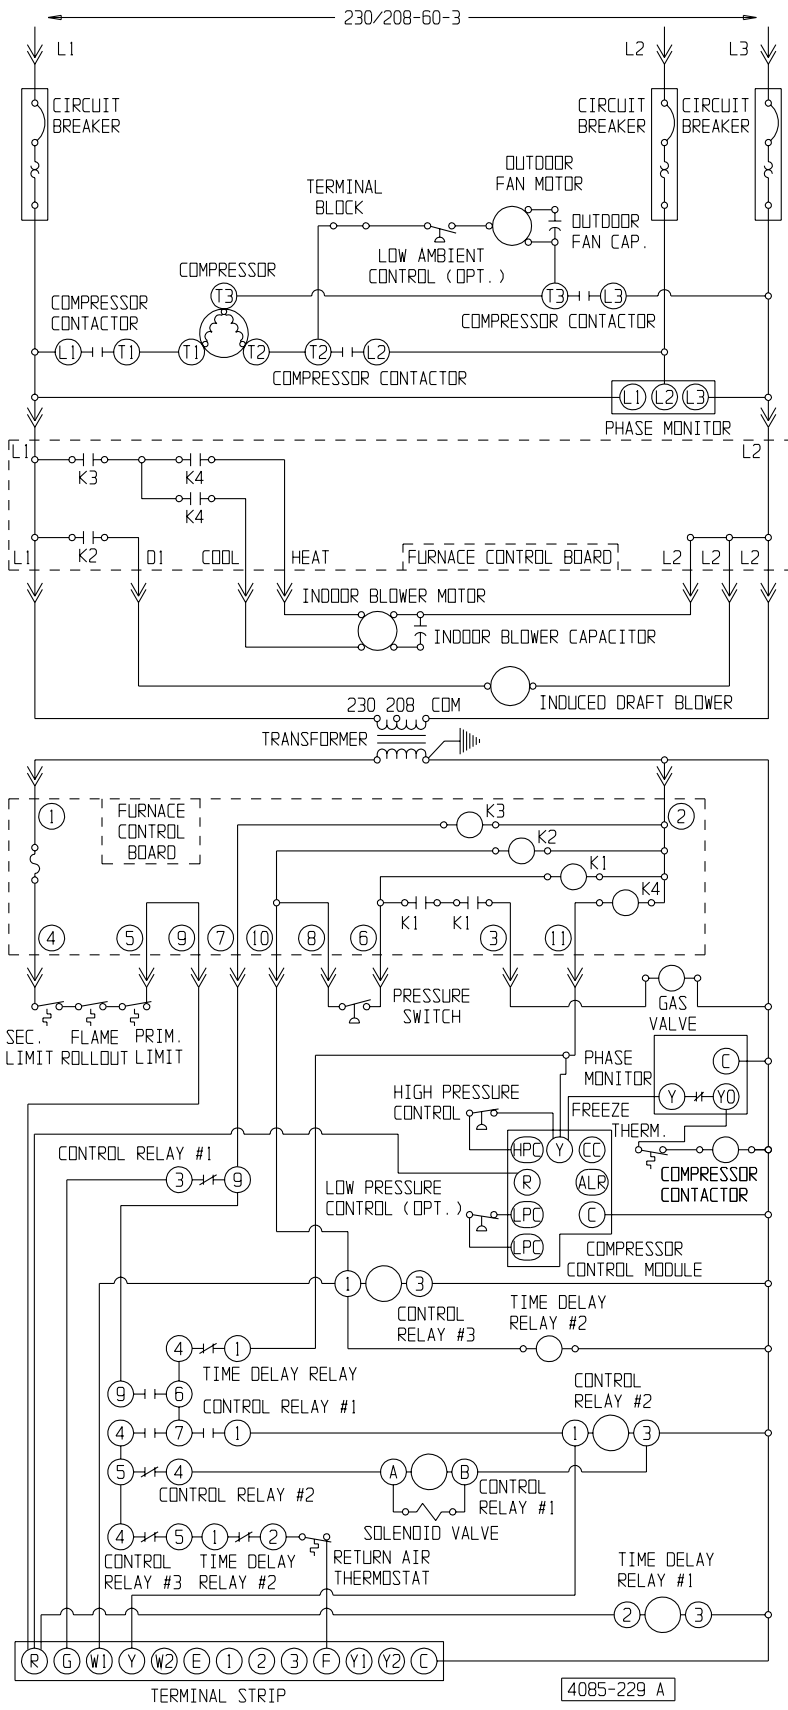 230/208-60-3
L1
L2
L3
CIRCUIT
BREAKER
CIRCUIT
BREAKER
CIRCUIT
BREAKER
OUTDOOR
FAN MOTOR
TERMINAL
BLOCK
OUTDOOR
FAN CAP.
LOW AMBIENT
CONTROL (OPT.)
COMPRESSOR
T3
T3
L3
COMPRESSOR
CONTACTOR
COMPRESSOR CONTACTOR
L1
T1
T1
T2
T2
L2
COMPRESSOR CONTACTOR
L1
L2
L3
PHASE MONITOR
L1
L2
K3
K4
K4
L1
K2
D1
COOL
HEAT
FURNACE CONTROL BOARD
L2
L2
L2
INDOOR BLOWER MOTOR
INDOOR BLOWER CAPACITOR
INDUCED DRAFT BLOWER
230 208 COM
TRANSFORMER
1
FURNACE
CONTROL
BOARD
K3
2
K2
K1
K4
K1
K1
4
5
9
7
10
8
6
3
11
PRESSURE
SWITCH
GAS
VALVE
SEC.
LIMIT
FLAME
ROLLOUT
PRIM.
LIMIT
PHASE
MONITOR
C
Y
YO
HIGH PRESSURE
CONTROL
FREEZE
THERM.
HPC
Y
CC
R
ALR
LPC
C
LPC
COMPRESSOR
CONTACTOR
CONTROL RELAY #1
3
9
LOW PRESSURE
CONTROL (OPT.)
COMPRESSOR
CONTROL MODULE
1
3
CONTROL
RELAY #3
TIME DELAY
RELAY #2
4
1
TIME DELAY RELAY
9
6
CONTROL RELAY #1
CONTROL
RELAY #2
4
7
1
1
3
5
4
A
B
CONTROL RELAY #2
CONTROL
RELAY #1
SOLENOID VALVE
4
5
1
2
CONTROL
RELAY #3
TIME DELAY
RELAY #2
RETURN AIR
THERMOSTAT
TIME DELAY
RELAY #1
2
3
R
G
W1
Y
W2
E
1
2
3
F
Y1
Y2
C
TERMINAL STRIP
4085-229 A